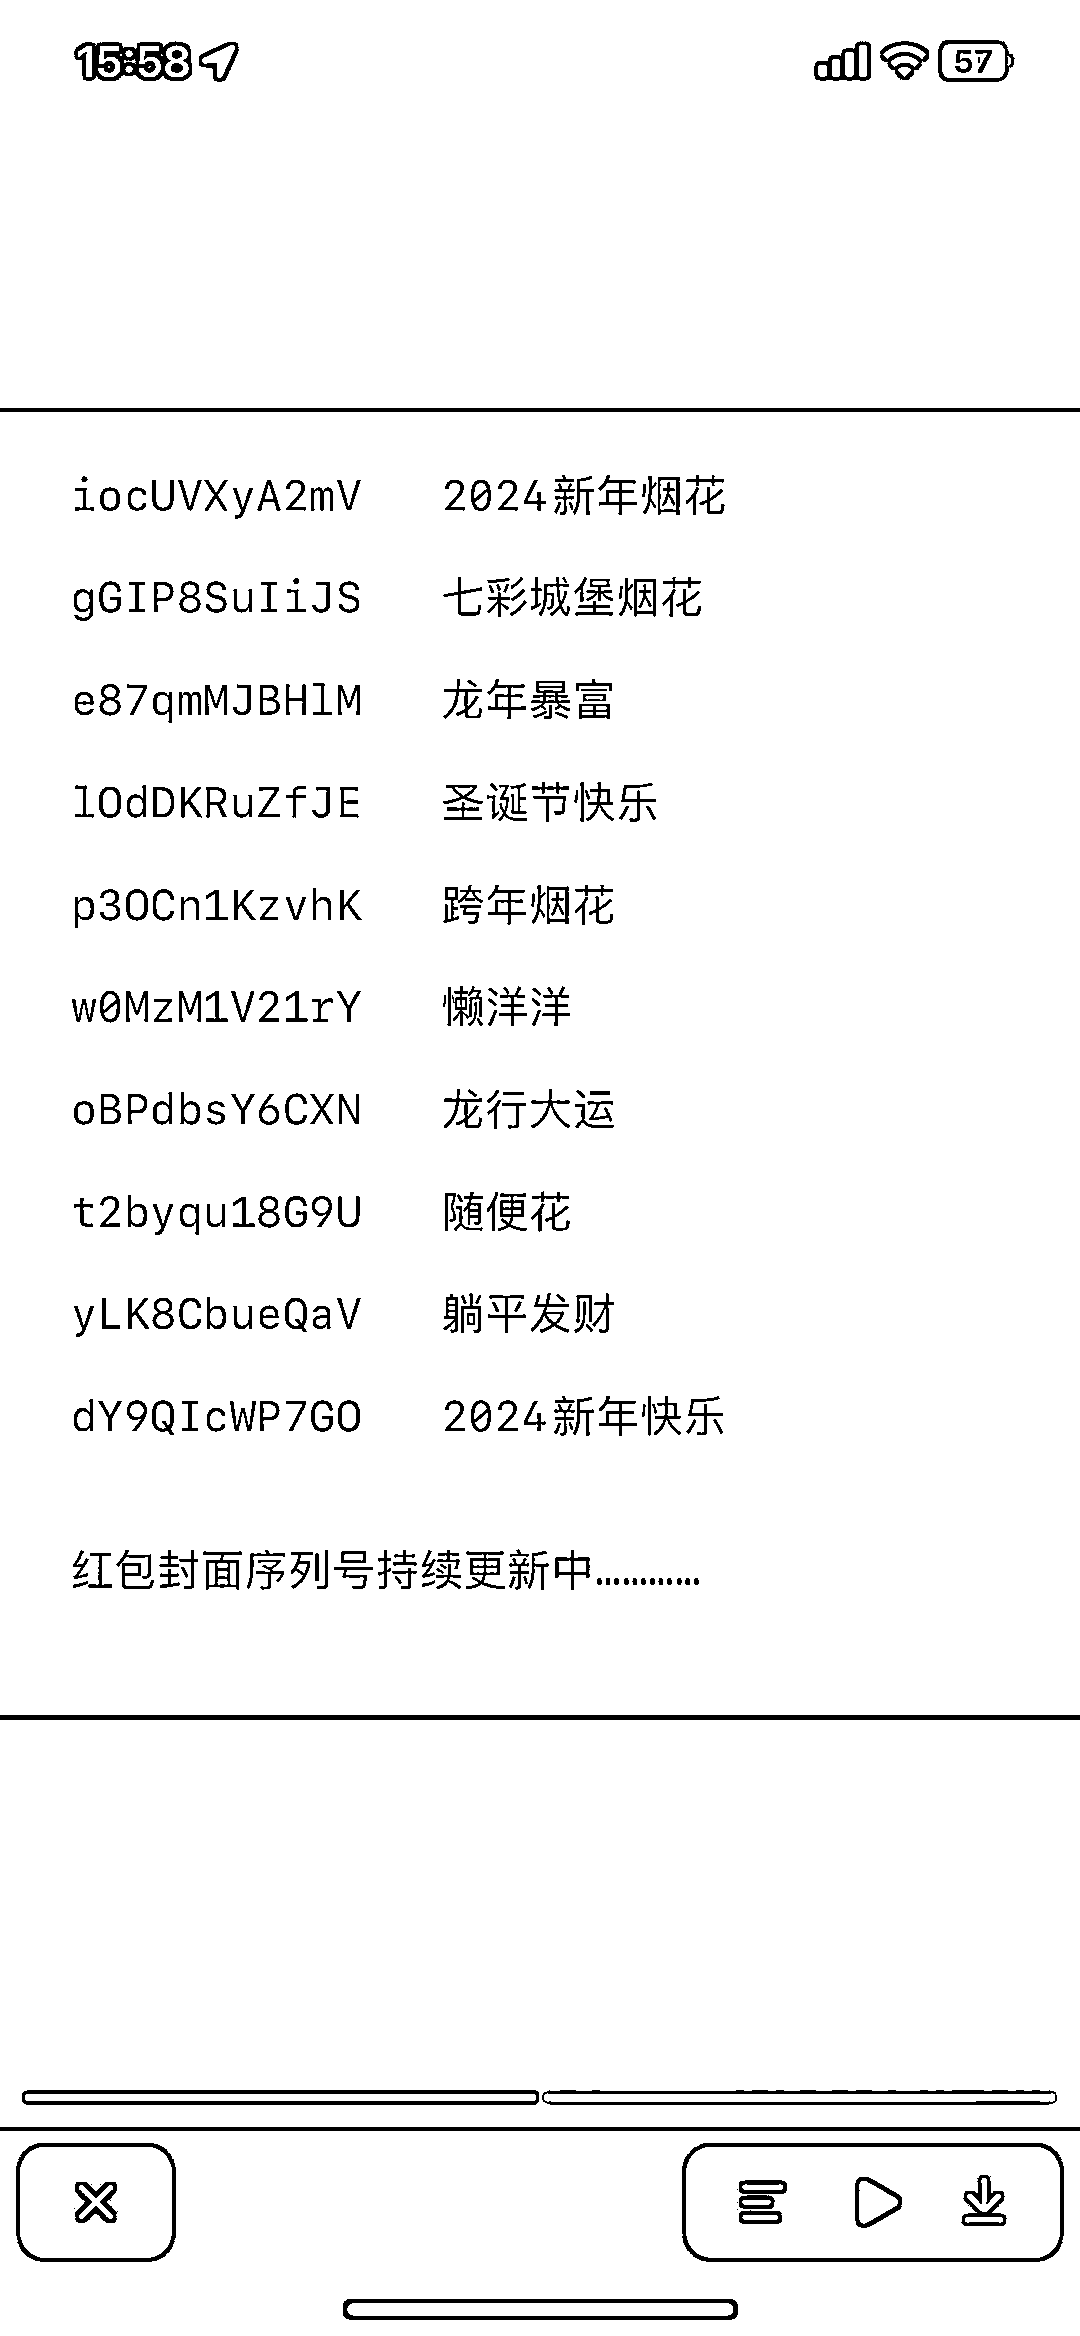 15:58
57
iocUVXyA2mV 2024新年烟花
gGIP8SuIiJS 七彩城堡烟花
e87qmMJBHlM 龙年暴富
lOdDKRuZfJE 圣诞节快乐
p3OCn1KzvhK 跨年烟花
w0MzM1V21rY 懒洋洋
oBPdbsY6CXN 龙行大运
t2byqu18G9U 随便花
yLK8CbueQaV 躺平发财
dY9QIcWP7GO 2024新年快乐
红包封面序列号持续更新中…………